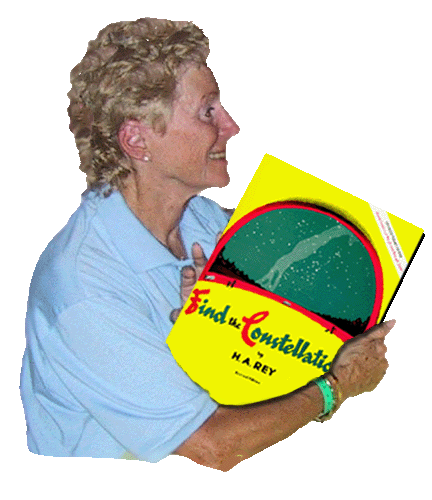 Find the Constellatio
by
H. A. REY